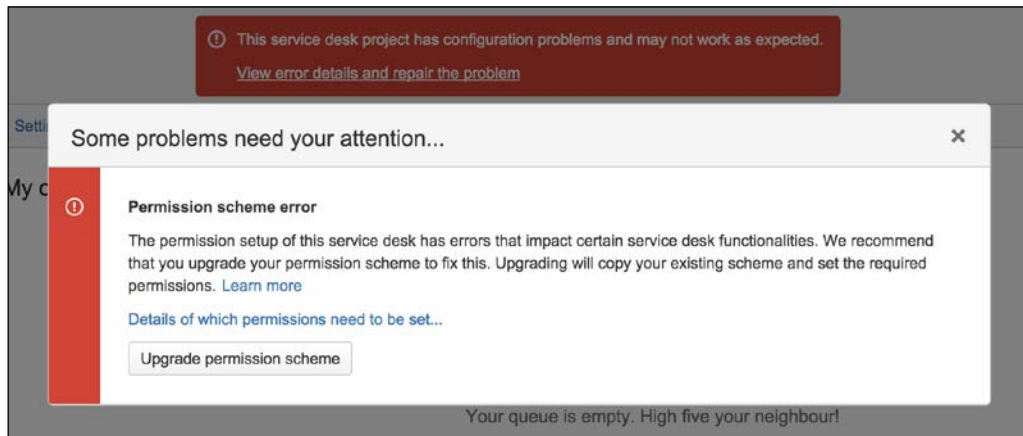 This service desk project has configuration problems and may not work as expected.
View error details and repair the problem
Some problems need your attention...
My
Permission scheme error
The permission setup of this service desk has errors that impact certain service desk functionalities. We recommend
that you upgrade your permission scheme to fix this. Upgrading will copy your existing scheme and set the required
permissions. Learn more
Details of which permissions need to be set...
Upgrade permission scheme
Your queue is empty. High five your neighbour!